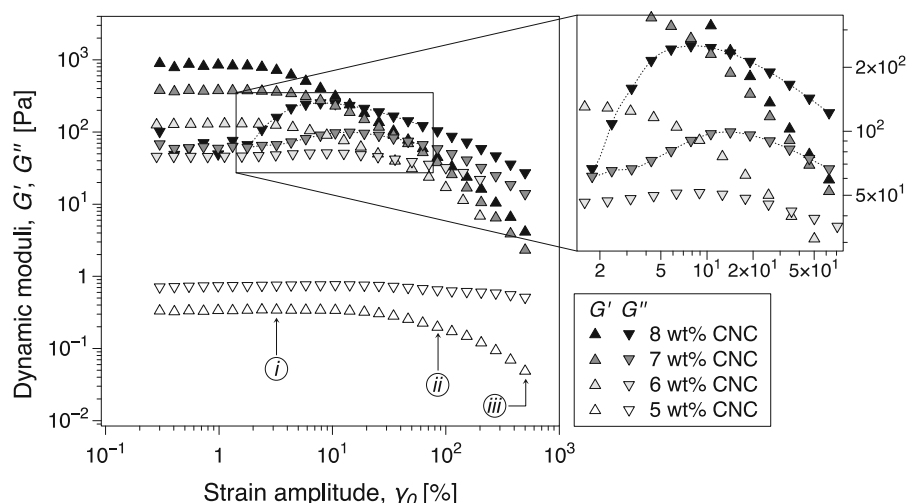 Dynamic moduli, G′, G″ [Pa]
10³
10²
10¹
1
10⁻¹
10⁻²
10⁻¹
1
10¹
10²
10³
Strain amplitude, γ₀ [%]
i
ii
iii
2×10²
10²
5×10¹
2
5
10¹
2×10¹
5×10¹
G′ G″
8 wt% CNC
7 wt% CNC
6 wt% CNC
5 wt% CNC